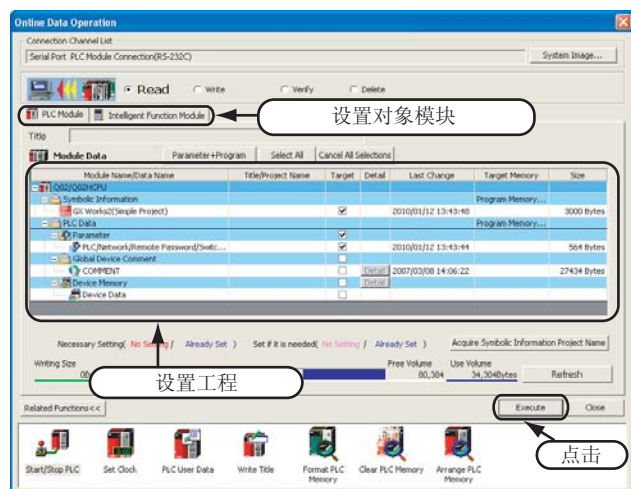 Online Data Operation
Connection Channel List
Serial Port PLC Module Connection(RS-232C)
System Image...
Read
Write
Verify
Delete
PLC Module
Intelligent Function Module
设置对象模块
Title
Module Data
Parameter+Program
Select All
Cancel All Selections
Module Name/Data Name Title/Project Name Target Detail Last Change Target Memory Size
Q02/Q02HCPU
Symbolic Information Program Memory...
GX Works2(Simple Project) 2010/01/12 13:43:48 3000 Bytes
PLC Data Program Memory...
Parameter
PLC/Network/Remote Password/Switc... 2010/01/12 13:43:44 564 Bytes
Global Device Comment
COMMENT Detail 2007/03/08 14:06:22 27434 Bytes
Device Memory Detail
Device Data
Necessary Setting( No Setting / Already Set ) Set if it is needed( No Setting / Already Set )
Acquire Symbolic Information Project Name
Writing Size
Free Volume
Use Volume
80,384
34,304Bytes
Refresh
设置工程
Related Functions<<
Execute
Close
点击
Start/Stop PLC
Set Clock
PLC User Data
Write Title
Format PLC Memory
Clear PLC Memory
Arrange PLC Memory